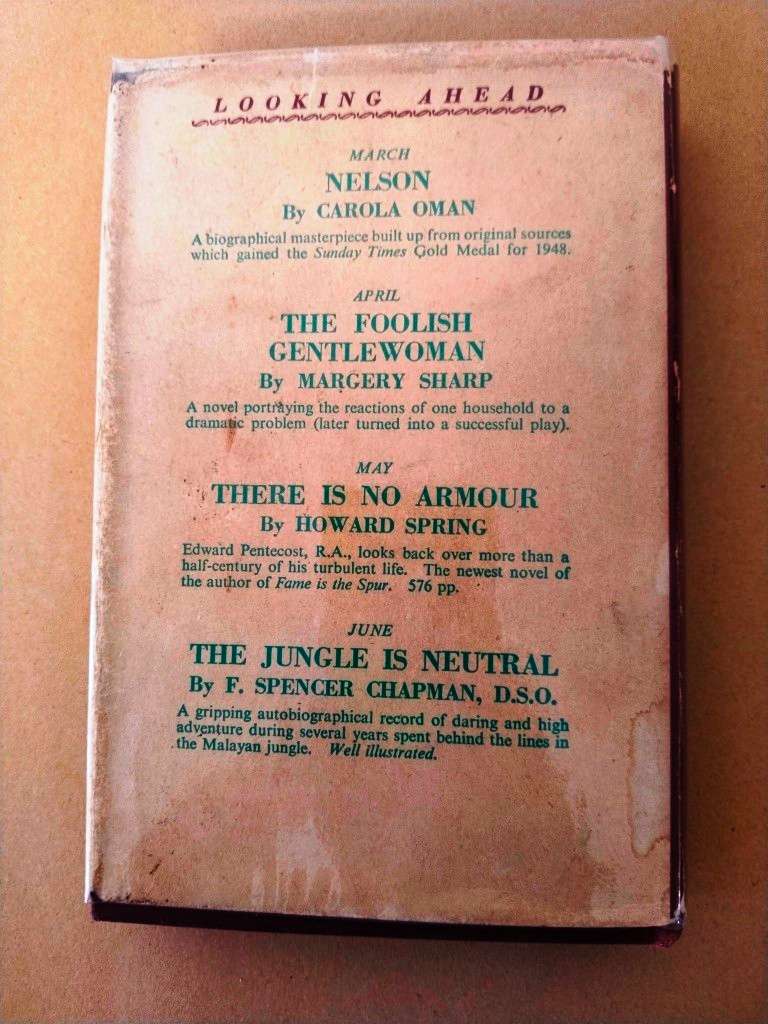 LOOKING AHEAD
MARCH
NELSON
By CAROLA OMAN
A biographical masterpiece built up from original sources
which gained the Sunday Times Gold Medal for 1948.
APRIL
THE FOOLISH
GENTLEWOMAN
By MARGERY SHARP
A novel portraying the reactions of one household to a
dramatic problem (later turned into a successful play).
MAY
THERE IS NO ARMOUR
By HOWARD SPRING
Edward Pentecost, R.A., looks back over more than a
half-century of his turbulent life. The newest novel of
the author of Fame is the Spur. 576 pp.
JUNE
THE JUNGLE IS NEUTRAL
By F. SPENCER CHAPMAN, D.S.O.
A gripping autobiographical record of daring and high
adventure during several years spent behind the lines in
the Malayan jungle. Well illustrated.